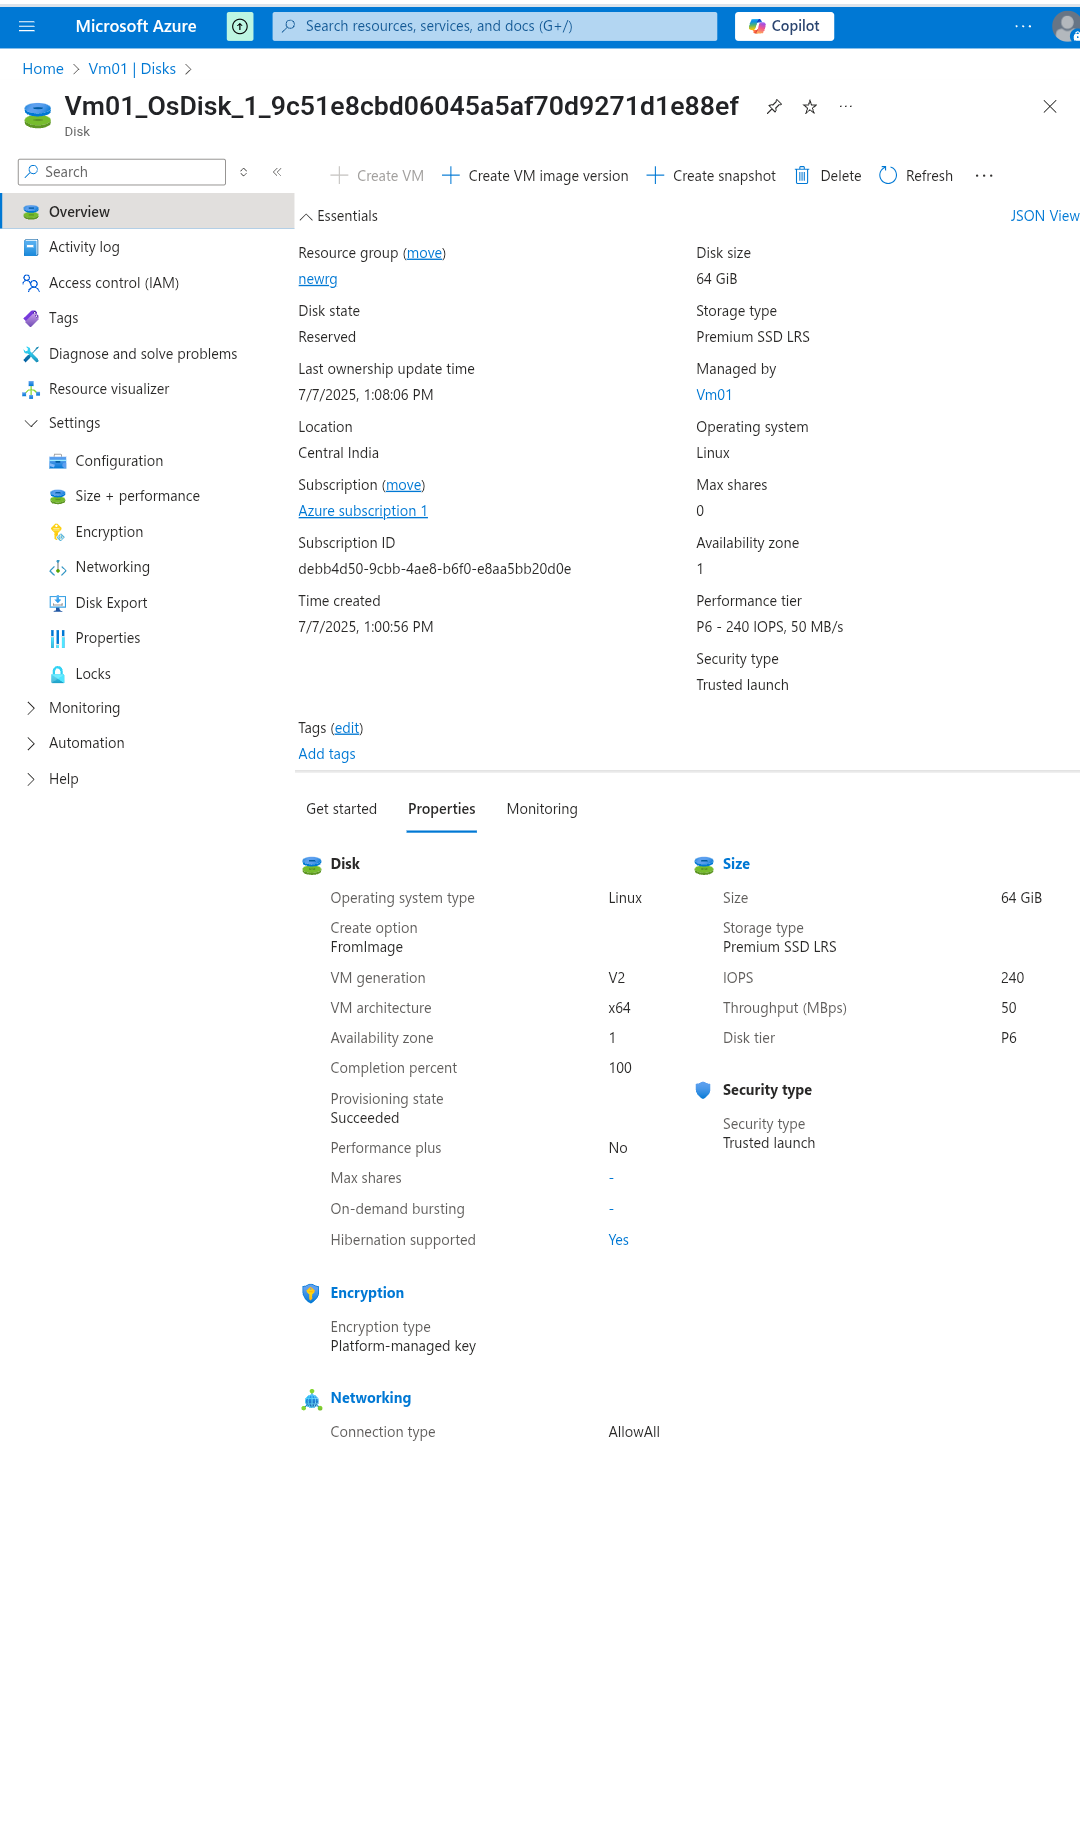 Microsoft Azure
Search resources, services, and docs (G+/)
Copilot
Home > Vm01 | Disks >
Vm01_OsDisk_1_9c51e8cbd06045a5af70d9271d1e88ef
Disk
Search
Create VM
Create VM image version
Create snapshot
Delete
Refresh
Overview
Activity log
Access control (IAM)
Tags
Diagnose and solve problems
Resource visualizer
Settings
Configuration
Size + performance
Encryption
Networking
Disk Export
Properties
Locks
Monitoring
Automation
Help
Essentials
JSON View
Resource group (move)
newrg
Disk state
Reserved
Last ownership update time
7/7/2025, 1:08:06 PM
Location
Central India
Subscription (move)
Azure subscription 1
Subscription ID
debb4d50-9cbb-4ae8-b6f0-e8aa5bb20d0e
Time created
7/7/2025, 1:00:56 PM
Disk size
64 GiB
Storage type
Premium SSD LRS
Managed by
Vm01
Operating system
Linux
Max shares
0
Availability zone
1
Performance tier
P6 - 240 IOPS, 50 MB/s
Security type
Trusted launch
Tags (edit)
Add tags
Get started
Properties
Monitoring
Disk
Operating system type Linux
Create option
FromImage
VM generation V2
VM architecture x64
Availability zone 1
Completion percent 100
Provisioning state
Succeeded
Performance plus No
Max shares -
On-demand bursting -
Hibernation supported Yes
Encryption
Encryption type
Platform-managed key
Networking
Connection type AllowAll
Size
Size 64 GiB
Storage type
Premium SSD LRS
IOPS 240
Throughput (MBps) 50
Disk tier P6
Security type
Security type
Trusted launch